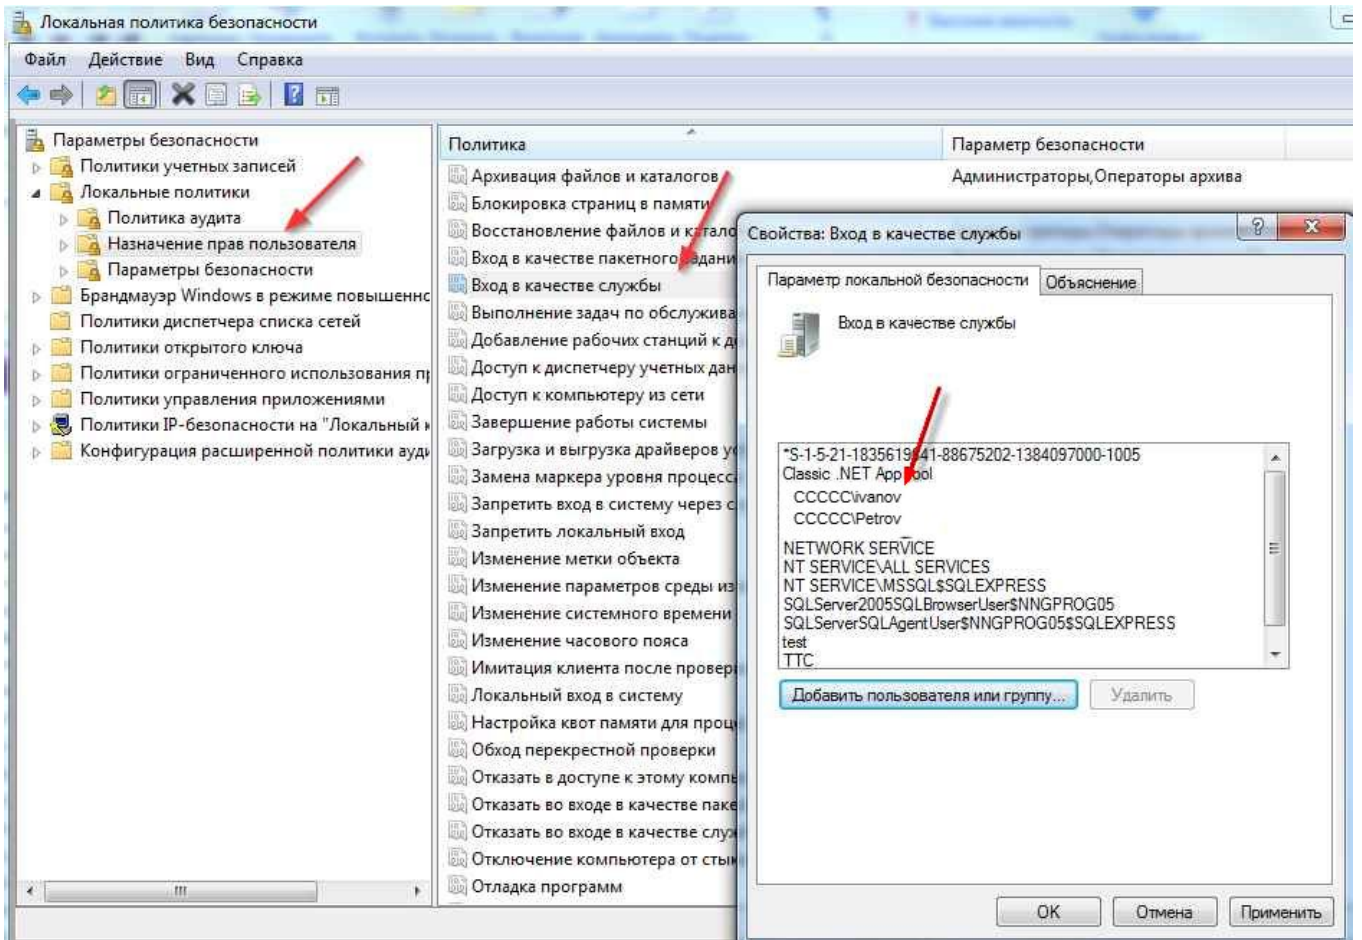 Локальная политика безопасности
Файл Действие Вид Справка
Параметры безопасности
Политики учетных записей
Локальные политики
Политика аудита
Назначение прав пользователя
Параметры безопасности
Брандмауэр Windows в режиме повышенно
Политики диспетчера списка сетей
Политики открытого ключа
Политики ограниченного использования п
Политики управления приложениями
Политики IP-безопасности на "Локальный к
Конфигурация расширенной политики ауди
Политика Параметр безопасности
Архивация файлов и каталогов Администраторы,Операторы архива
Блокировка страниц в памяти
Восстановление файлов и катало
Вход в качестве пакетного задани
Вход в качестве службы
Выполнение задач по обслужива
Добавление рабочих станций к д
Доступ к диспетчеру учетных дан
Доступ к компьютеру из сети
Завершение работы системы
Загрузка и выгрузка драйверов ус
Замена маркера уровня процесс
Запретить вход в систему через с
Запретить локальный вход
Изменение метки объекта
Изменение параметров среды из
Изменение системного времени
Изменение часового пояса
Имитация клиента после провер
Локальный вход в систему
Настройка квот памяти для проц
Обход перекрестной проверки
Отказать в доступе к этому компь
Отказать во входе в качестве паке
Отказать во входе в качестве служ
Отключение компьютера от стык
Отладка программ
Свойства: Вход в качестве службы
Параметр локальной безопасности Объяснение
Вход в качестве службы
*S-1-5-21-1835619841-88675202-1384097000-1005
Classic .NET AppPool
CCCCC\ivanov
CCCCC\Petrov
NETWORK SERVICE
NT SERVICE\ALL SERVICES
NT SERVICE\MSSQL$SQLEXPRESS
SQLServer2005SQLBrowserUser$NNGPROG05
SQLServerSQLAgentUser$NNGPROG05$SQLEXPRESS
test
TTC
Добавить пользователя или группу... Удалить
OK Отмена Применить